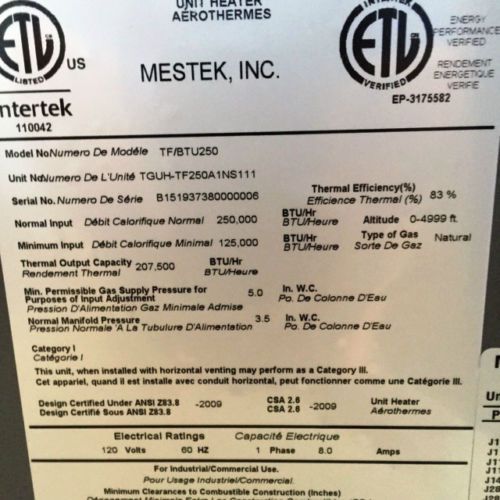 UNIT HEATER
AÉROTHERMES
INTERTEK
ETL
LISTED
US
MESTEK, INC.
ETL
VERIFIED
ENERGY
PERFORMANCE
VERIFIED
RENDEMENT
ENERGETIQUE
VERIFIE
EP-3175582
Intertek
110042
Model No Numero De Modéle TF/BTU250
Unit No Numero De L'Unité TGUH-TF250A1NS111
Serial No. Numero De Série B151937380000006
Thermal Efficiency(%) 83 %
Efficience Thermal (%)
Normal Input Débit Calorifique Normal 250,000 BTU/Hr
BTU/Heure
Altitude 0-4999 ft.
Minimum Input Débit Calorifique Minimal 125,000 BTU/Hr
BTU/Heure
Type of Gas Natural
Sorte De Gaz
Thermal Output Capacity 207,500 BTU/Hr
Rendement Thermal BTU/Heure
Min. Permissible Gas Supply Pressure for 5.0 In. W.C.
Purposes of Input Adjustment Po. De Colonne D'Eau
Pression D'Alimentation Gaz Minimale Admise
Normal Manifold Pressure 3.5 In. W.C.
Pression Normale 'A La Tubulure D'Alimentation Po. De Colonne D'Eau
Category I
Catégorie I
This unit, when installed with horizontal venting may perform as a Category III.
Cet appariel, quand il est installe avec conduit horizontal, peut fonctionner comme une Catégorie III.
Design Certified Under ANSI Z83.8 -2009 CSA 2.6 -2009 Unit Heater
Design Certifié Sous ANSI Z83.8 CSA 2.6 Aérothermes
Electrical Ratings Capacité Electrique
120 Volts 60 HZ 1 Phase 8.0 Amps
For Industrial/Commercial Use.
Pour Usage Industriel/Commercial.
Minimum Clearances to Combustible Construction (Inches)